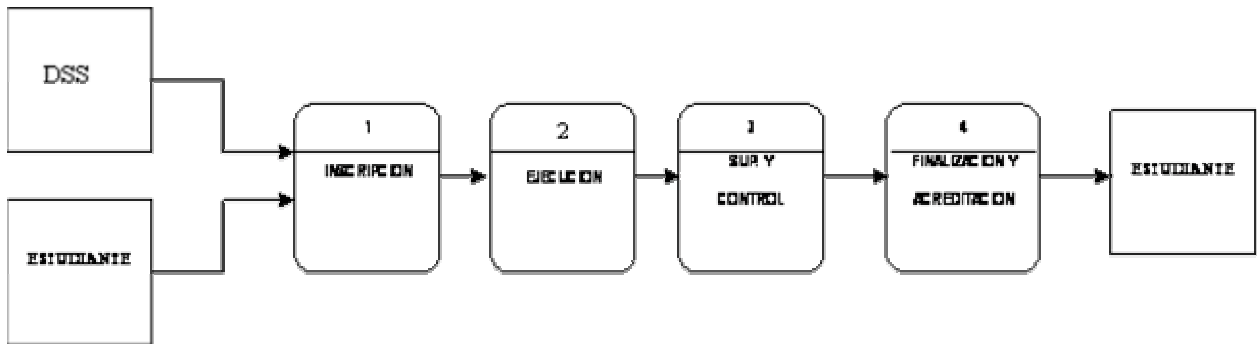 DSS
ESTUDIANTE
1
INSCRIPCION
2
EJECUCION
3
SUP. Y
CONTROL
4
FINALIZACION Y
ACREDITACION
ESTUDIANTE